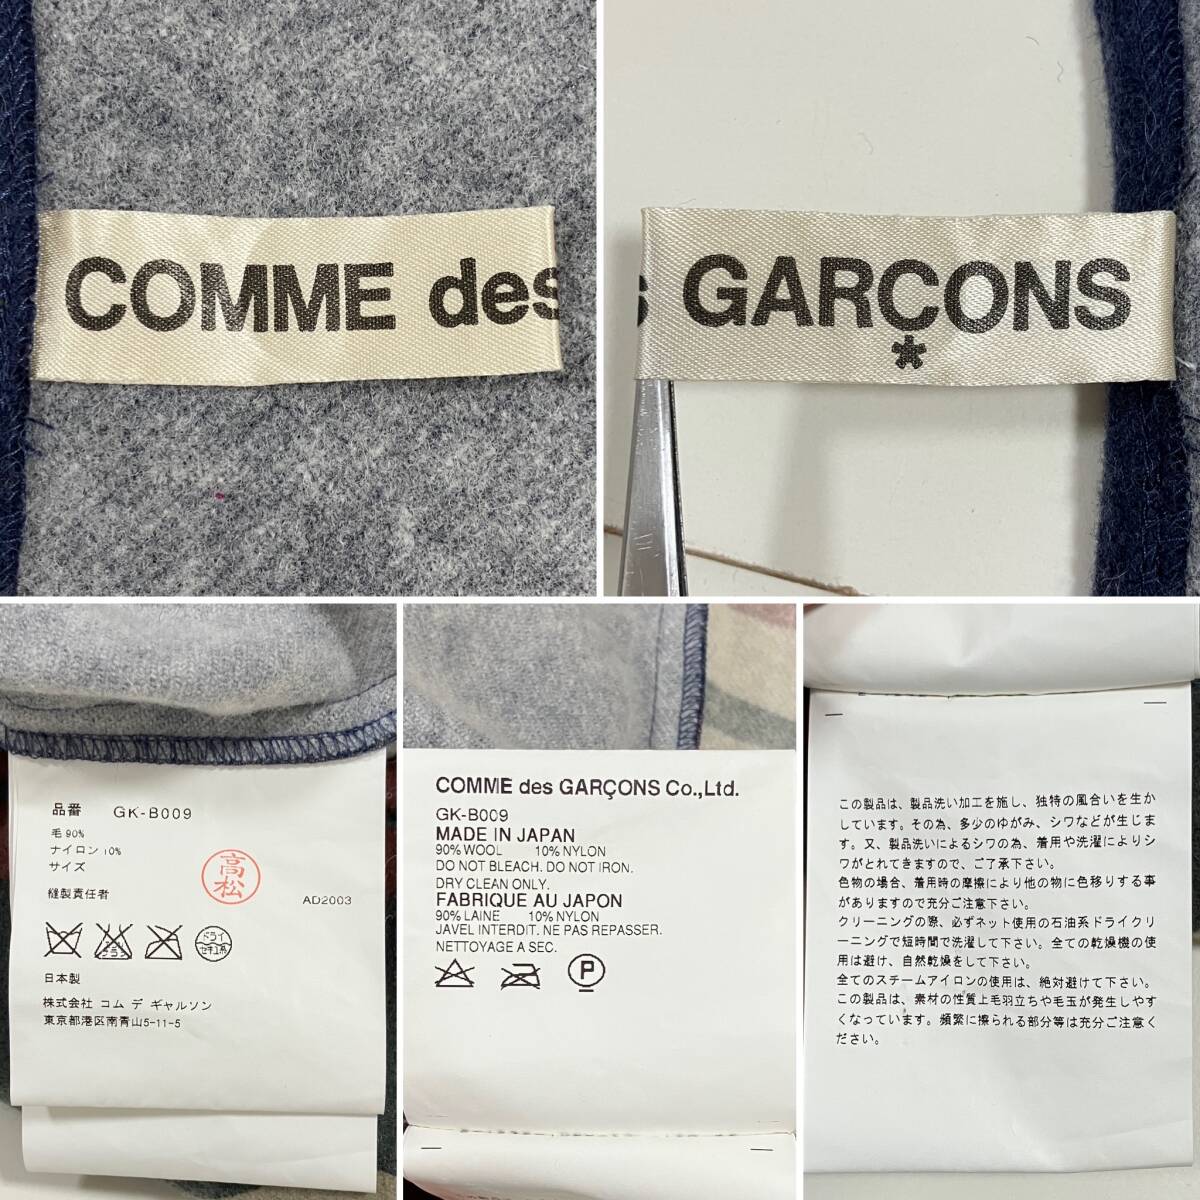 COMME des
s GARÇONS
*
品番 GK-B009
毛 90%
ナイロン 10%
サイズ
縫製責任者
高松
AD2003
ドライ
セキユ系
日本製
株式会社 コム デ ギャルソン
東京都港区南青山5-11-5
COMME des GARÇONS Co.,Ltd.
GK-B009
MADE IN JAPAN
90% WOOL 10% NYLON
DO NOT BLEACH. DO NOT IRON.
DRY CLEAN ONLY.
FABRIQUE AU JAPON
90% LAINE 10% NYLON
JAVEL INTERDIT. NE PAS REPASSER.
NETTOYAGE A SEC.
P
この製品は、製品洗い加工を施し、独特の風合いを生か
しています。その為、多少のゆがみ、シワなどが生じま
す。又、製品洗いによるシワの為、着用や洗濯によりシ
ワがとれてきますので、ご了承下さい。
色物の場合、着用時の摩擦により他の物に色移りする事
がありますので充分ご注意下さい。
クリーニングの際、必ずネット使用の石油系ドライクリ
ーニングで短時間で洗濯して下さい。全ての乾燥機の使
用は避け、自然乾燥をして下さい。
全てのスチームアイロンの使用は、絶対避けて下さい。
この製品は、素材の性質上毛羽立ちや毛玉が発生しやす
くなっています。頻繁に擦られる部分等は充分ご注意く
ださい。